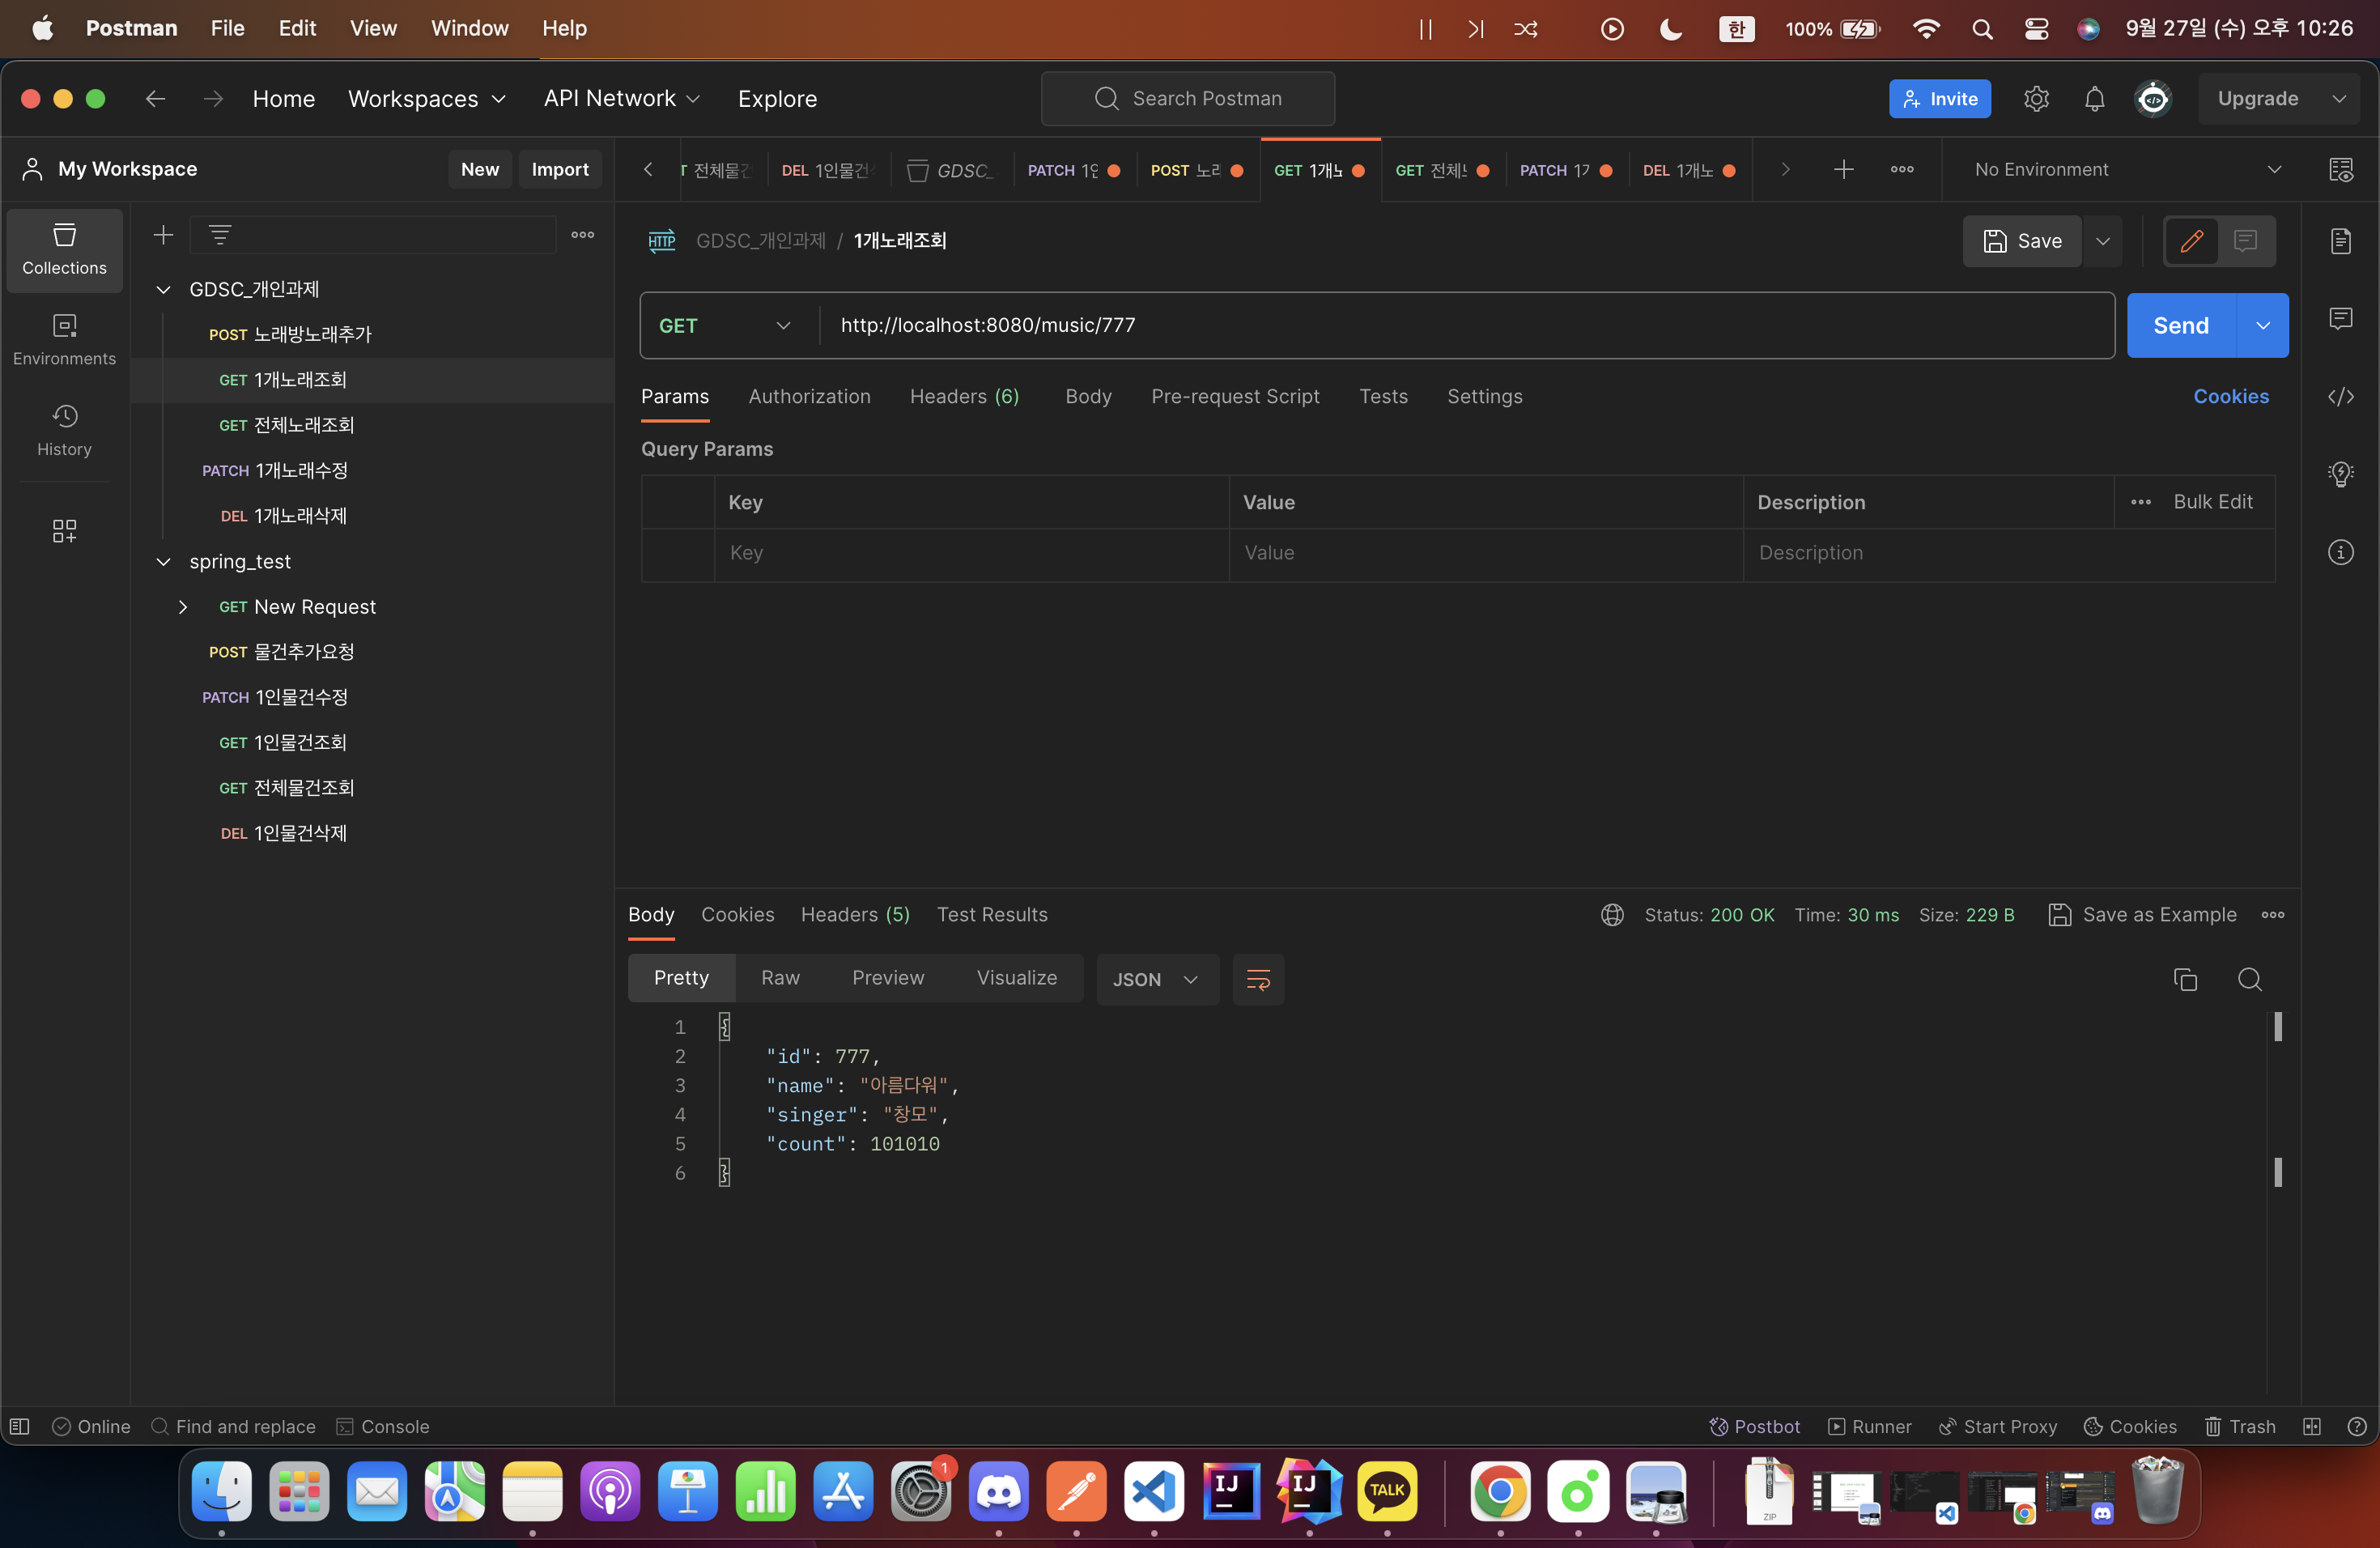 Postman File Edit View Window Help 한 100% 9월 27일 (수) 오후 10:26
Home Workspaces API Network Explore Search Postman Invite Upgrade
My Workspace New Import 전체물건 DEL 1인물건 GDSC_ PATCH 1인 POST 노래 GET 1개노 GET 전체 PATCH 1개 DEL 1개노 No Environment
Collections
Environments
History
GDSC_개인과제
POST 노래방노래추가
GET 1개노래조회
GET 전체노래조회
PATCH 1개노래수정
DEL 1개노래삭제
spring_test
GET New Request
POST 물건추가요청
PATCH 1인물건수정
GET 1인물건조회
GET 전체물건조회
DEL 1인물건삭제
HTTP GDSC_개인과제 / 1개노래조회 Save
GET http://localhost:8080/music/777 Send
Params Authorization Headers (6) Body Pre-request Script Tests Settings Cookies
Query Params
Key Value Description Bulk Edit
Key Value Description
Body Cookies Headers (5) Test Results Status: 200 OK Time: 30 ms Size: 229 B Save as Example
Pretty Raw Preview Visualize JSON
1 {
2 "id": 777,
3 "name": "아름다워",
4 "singer": "창모",
5 "count": 101010
6 }
Online Find and replace Console Postbot Runner Start Proxy Cookies Trash
1
IJ IJ TALK ZIP